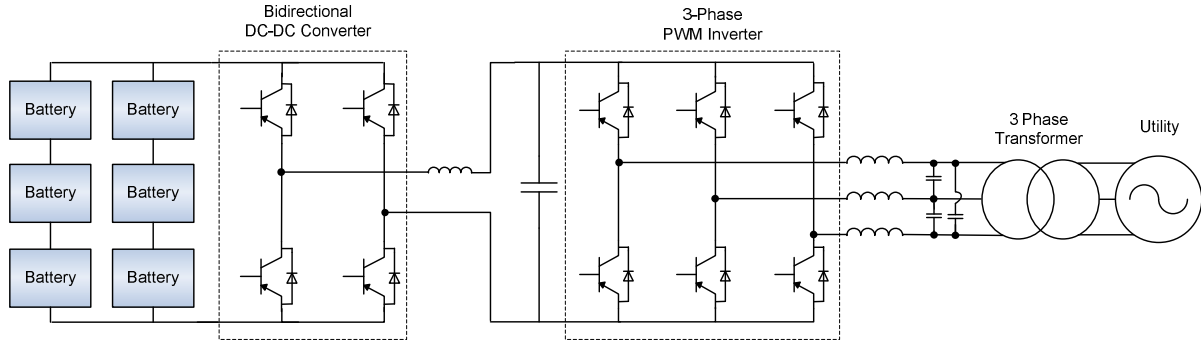 Bidirectional
DC-DC Converter
3-Phase
PWM Inverter
3 Phase
Transformer
Utility
Battery
Battery
Battery
Battery
Battery
Battery